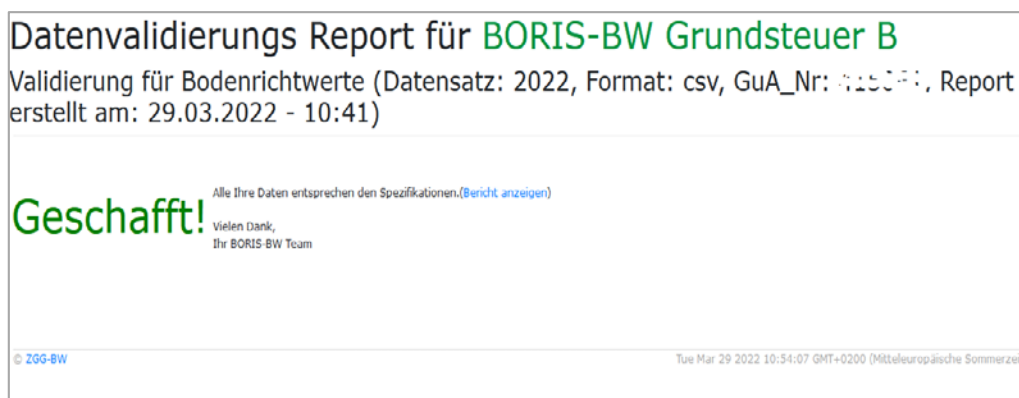 Datenvalidierungs Report für BORIS-BW Grundsteuer B
Validierung für Bodenrichtwerte (Datensatz: 2022, Format: csv, GuA_Nr: , Report
erstellt am: 29.03.2022 - 10:41)
Geschafft!
Alle Ihre Daten entsprechen den Spezifikationen.(Bericht anzeigen)
Vielen Dank,
Ihr BORIS-BW Team
© ZGG-BW
Tue Mar 29 2022 10:54:07 GMT+0200 (Mitteleuropäische Sommerzei